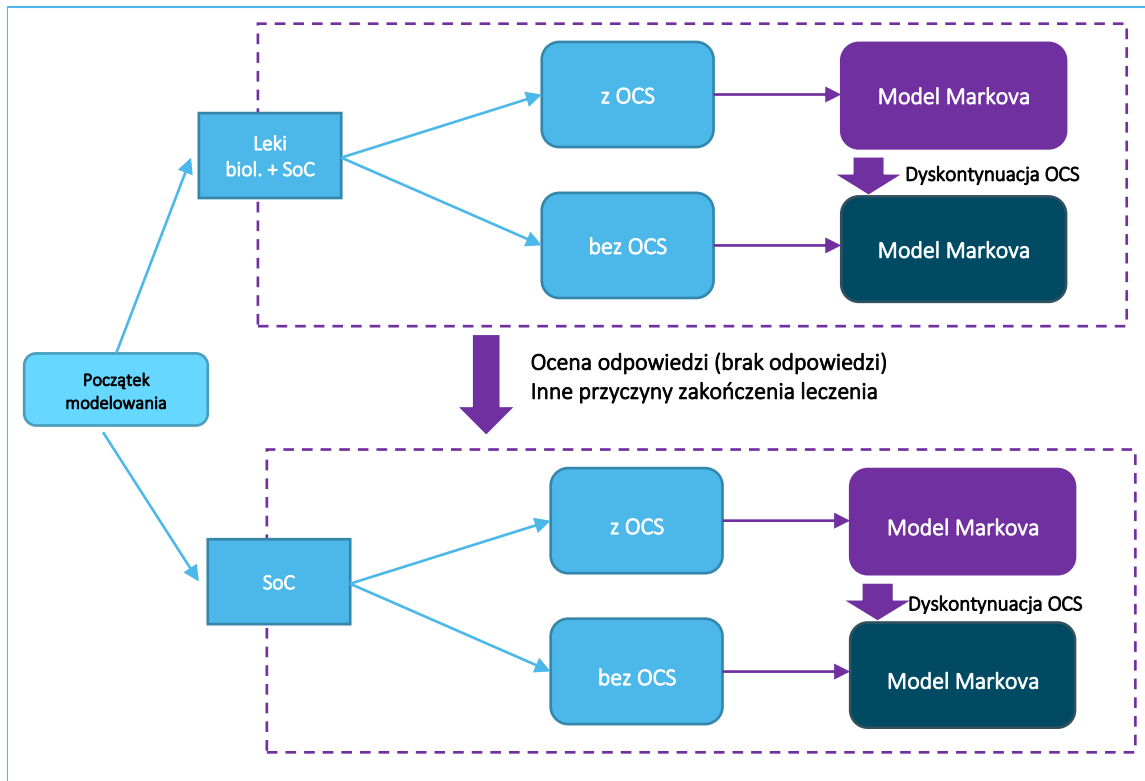 z OCS
Model Markova
Leki
biol. + SoC
Dyskontynuacja OCS
bez OCS
Model Markova
Ocena odpowiedzi (brak odpowiedzi)
Inne przyczyny zakończenia leczenia
Początek
modelowania
z OCS
Model Markova
SoC
Dyskontynuacja OCS
bez OCS
Model Markova